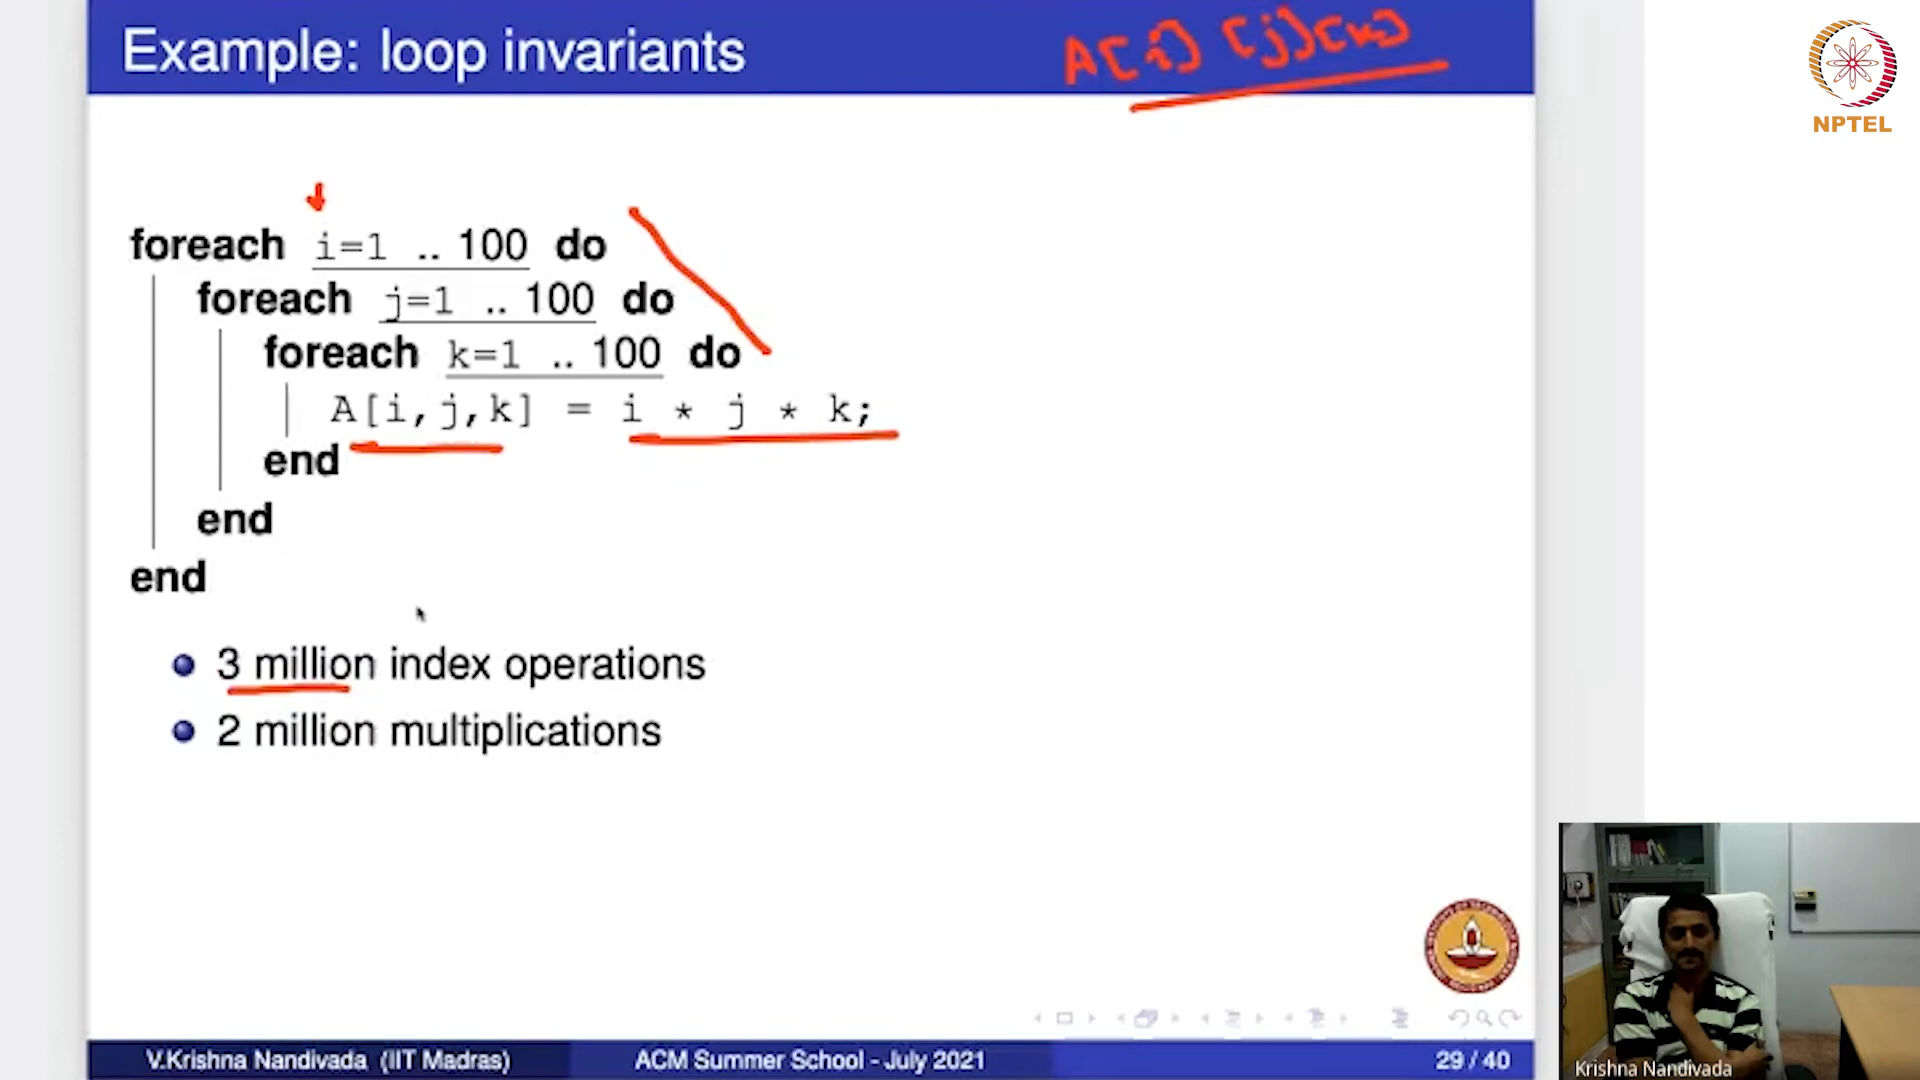 Example: loop invariants
A[i][j][k]
NPTEL
foreach i=1 .. 100 do
foreach j=1 .. 100 do
foreach k=1 .. 100 do
A[i,j,k] = i * j * k;
end
end
end
3 million index operations
2 million multiplications
V.Krishna Nandivada (IIT Madras)
ACM Summer School - July 2021
29 / 40
Krishna Nandivada